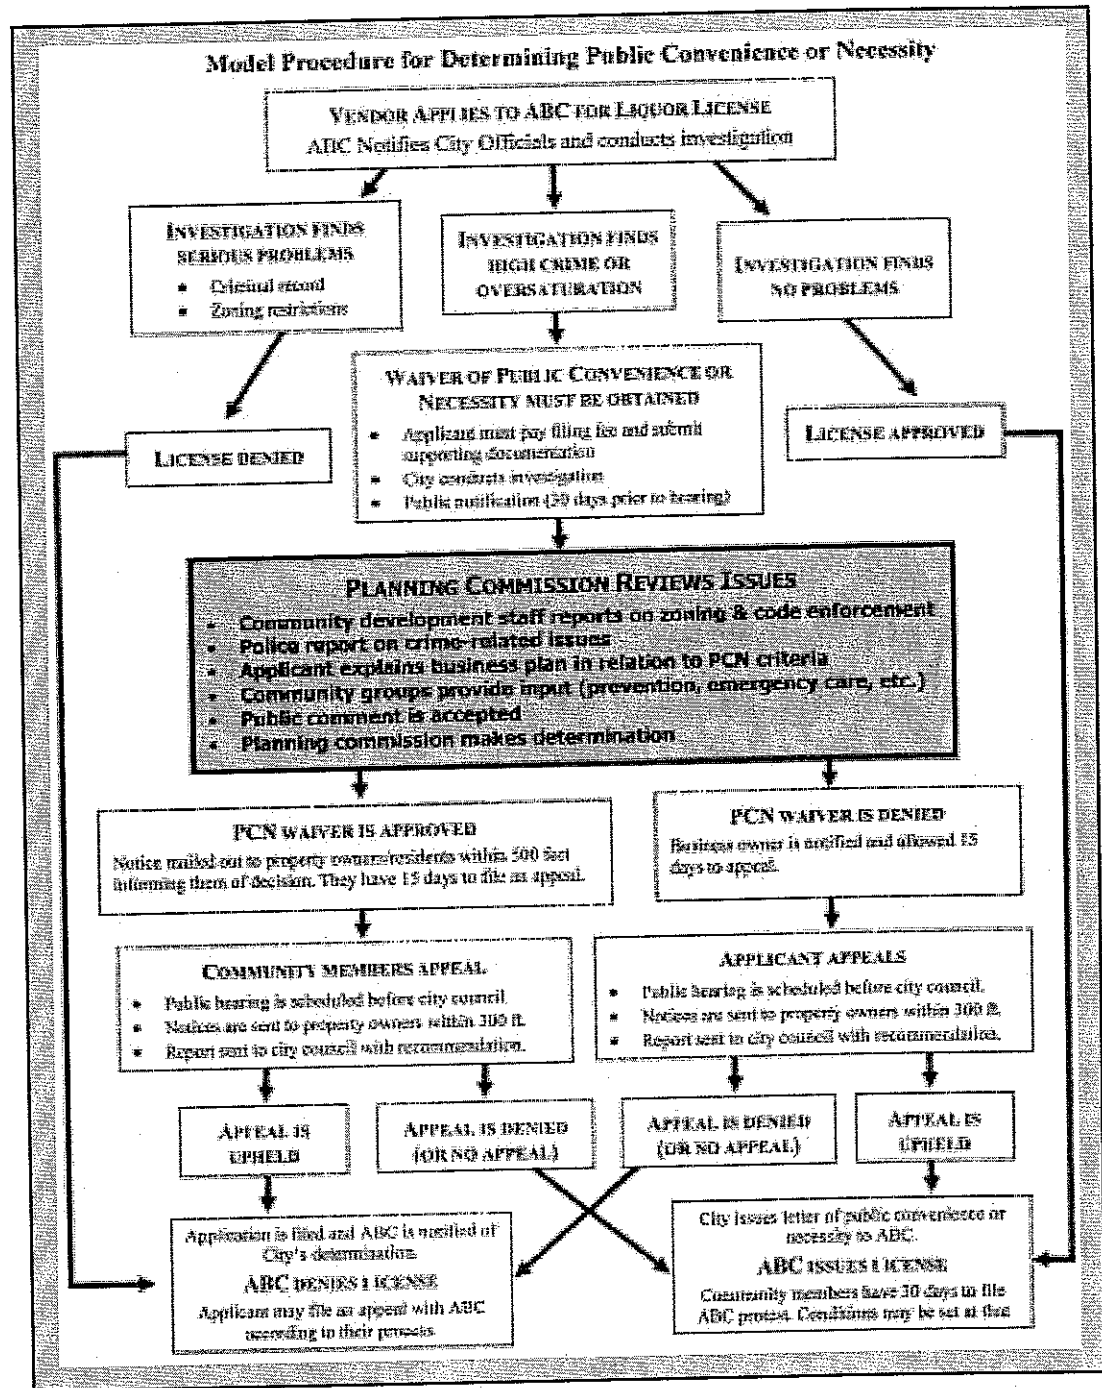 Model Procedure for Determining Public Convenience or Necessity
VENDOR APPLIES TO ABC FOR LIQUOR LICENSE
ABC Notifies City Officials and conducts investigation
INVESTIGATION FINDS
SERIOUS PROBLEMS
• Criminal record
• Zoning restrictions
INVESTIGATION FINDS
HIGH CRIME OR
OVERSATURATION
INVESTIGATION FINDS
NO PROBLEMS
WAIVER OF PUBLIC CONVENIENCE OR
NECESSITY MUST BE OBTAINED
• Applicant must pay filing fee and submit
supporting documentation
• City conducts investigation
• Public notification (30 days prior to hearing)
LICENSE DENIED
LICENSE APPROVED
PLANNING COMMISSION REVIEWS ISSUES
• Community development staff reports on zoning & code enforcement
• Police report on crime-related issues
• Applicant explains business plan in relation to PCN criteria
• Community groups provide input (prevention, emergency care, etc.)
• Public comment is accepted
• Planning commission makes determination
PCN WAIVER IS APPROVED
Notice mailed out to property owners/residents within 500 feet
informing them of decision. They have 15 days to file an appeal.
PCN WAIVER IS DENIED
Business owner is notified and allowed 15
days to appeal.
COMMUNITY MEMBERS APPEAL
• Public hearing is scheduled before city council.
• Notices are sent to property owners within 300 ft.
• Report sent to city council with recommendation.
APPLICANT APPEALS
• Public hearing is scheduled before city council.
• Notices are sent to property owners within 300 ft.
• Report sent to city council with recommendation.
APPEAL IS
UPHELD
APPEAL IS DENIED
(OR NO APPEAL)
APPEAL IS DENIED
(OR NO APPEAL)
APPEAL IS
UPHELD
Application is filed and ABC is notified of
City's determination.
ABC DENIES LICENSE
Applicant may file an appeal with ABC
according to their process.
City issues letter of public convenience or
necessity to ABC.
ABC ISSUES LICENSE
Community members have 30 days to file
ABC protest. Conditions may be set at that